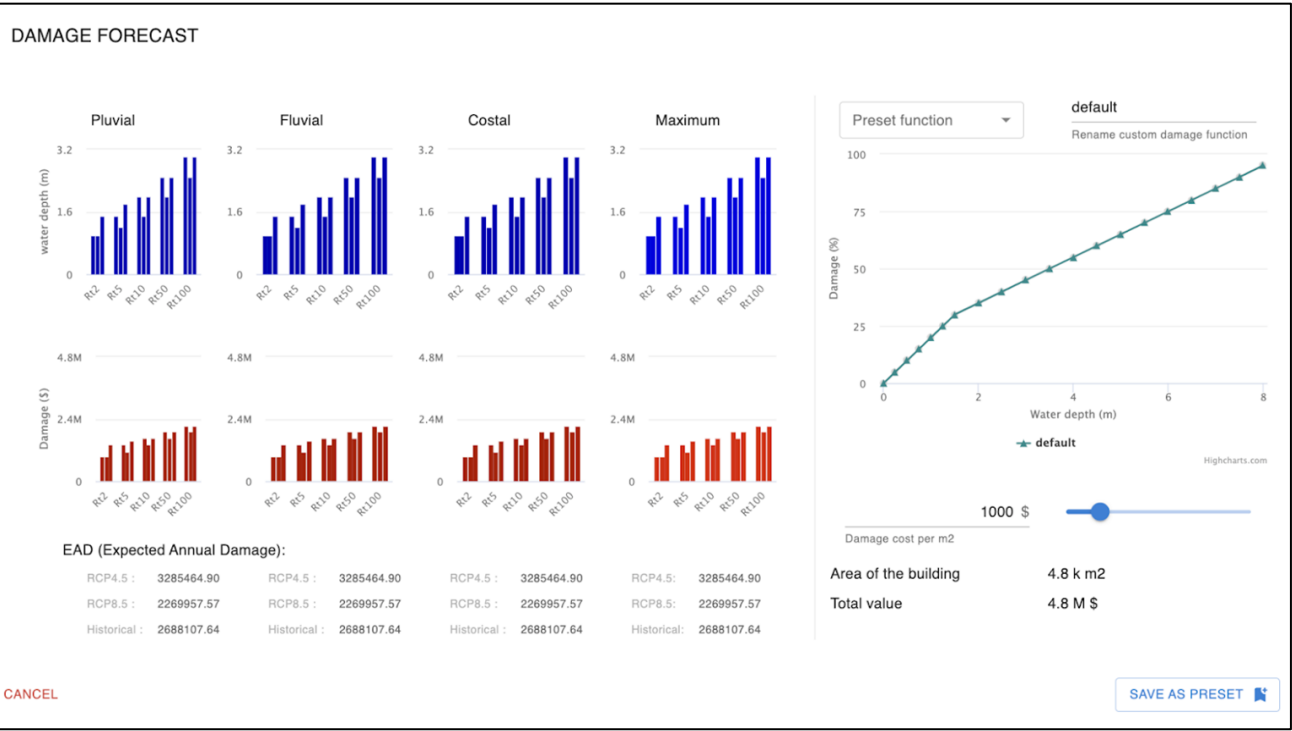 DAMAGE FORECAST
Pluvial
Fluvial
Costal
Maximum
3.2
1.6
0
water depth (m)
Rt2 Rt5 Rt10 Rt50 Rt100
3.2
1.6
0
Rt2 Rt5 Rt10 Rt50 Rt100
3.2
1.6
0
Rt2 Rt5 Rt10 Rt50 Rt100
3.2
1.6
0
Rt2 Rt5 Rt10 Rt50 Rt100
4.8M
2.4M
0
Damage ($)
Rt2 Rt5 Rt10 Rt50 Rt100
4.8M
2.4M
0
Rt2 Rt5 Rt10 Rt50 Rt100
4.8M
2.4M
0
Rt2 Rt5 Rt10 Rt50 Rt100
4.8M
2.4M
0
Rt2 Rt5 Rt10 Rt50 Rt100
EAD (Expected Annual Damage):
RCP4.5 : 3285464.90 RCP4.5 : 3285464.90 RCP4.5 : 3285464.90 RCP4.5: 3285464.90
RCP8.5 : 2269957.57 RCP8.5 : 2269957.57 RCP8.5 : 2269957.57 RCP8.5: 2269957.57
Historical : 2688107.64 Historical : 2688107.64 Historical : 2688107.64 Historical: 2688107.64
Preset function
default
Rename custom damage function
100
75
50
25
0
Damage (%)
0 2 4 6 8
Water depth (m)
default
Highcharts.com
1000 $
Damage cost per m2
Area of the building 4.8 k m2
Total value 4.8 M $
CANCEL
SAVE AS PRESET